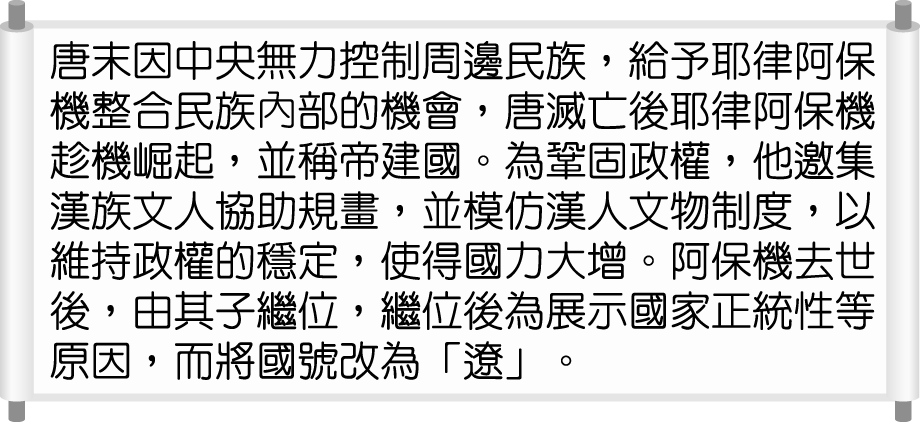 唐末因中央無力控制周邊民族，給予耶律阿保
機整合民族內部的機會，唐滅亡後耶律阿保機
趁機崛起，並稱帝建國。為鞏固政權，他邀集
漢族文人協助規畫，並模仿漢人文物制度，以
維持政權的穩定，使得國力大增。阿保機去世
後，由其子繼位，繼位後為展示國家正統性等
原因，而將國號改為「遼」。